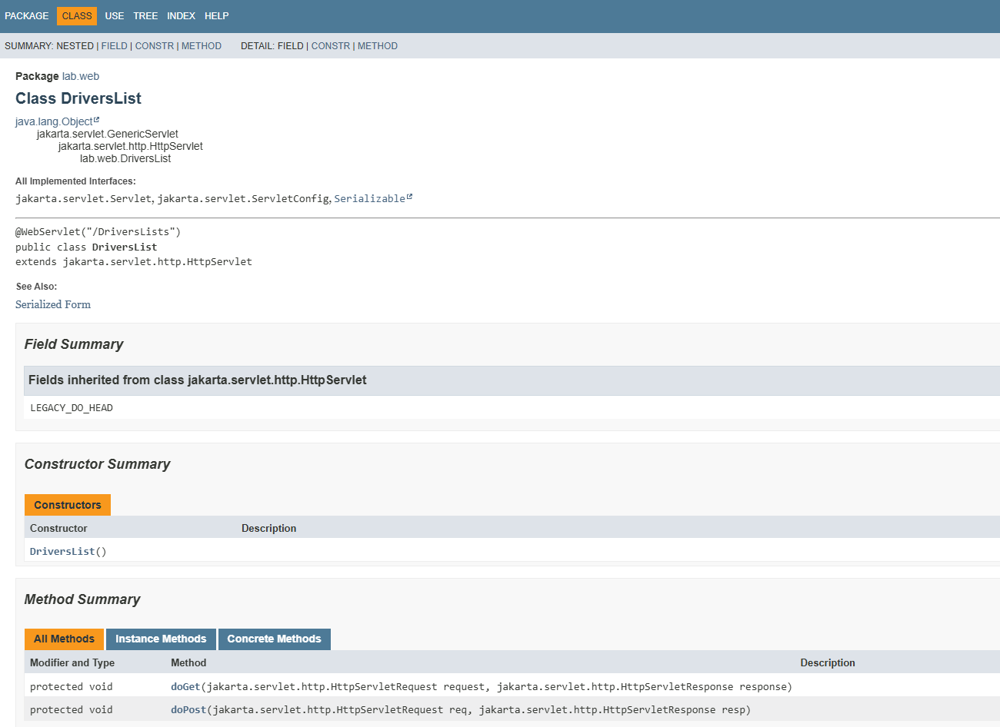 PACKAGE CLASS USE TREE INDEX HELP
SUMMARY: NESTED | FIELD | CONSTR | METHOD DETAIL: FIELD | CONSTR | METHOD
Package lab.web
Class DriversList
java.lang.Object
jakarta.servlet.GenericServlet
jakarta.servlet.http.HttpServlet
lab.web.DriversList
All Implemented Interfaces:
jakarta.servlet.Servlet, jakarta.servlet.ServletConfig, Serializable
@WebServlet("/DriversLists")
public class DriversList
extends jakarta.servlet.http.HttpServlet
See Also:
Serialized Form
Field Summary
Fields inherited from class jakarta.servlet.http.HttpServlet
LEGACY_DO_HEAD
Constructor Summary
Constructors
Constructor Description
DriversList()
Method Summary
All Methods Instance Methods Concrete Methods
Modifier and Type Method Description
protected void doGet(jakarta.servlet.http.HttpServletRequest request, jakarta.servlet.http.HttpServletResponse response)
protected void doPost(jakarta.servlet.http.HttpServletRequest req, jakarta.servlet.http.HttpServletResponse resp)